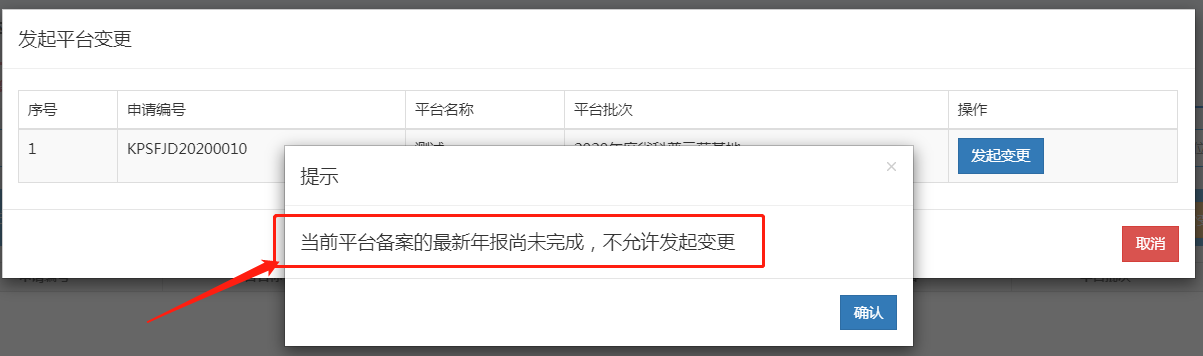 发起平台变更
序号 申请编号 平台名称 平台批次 操作
1 KPSFJD20200010 发起变更
提示 ×
当前平台备案的最新年报尚未完成，不允许发起变更
取消
确认